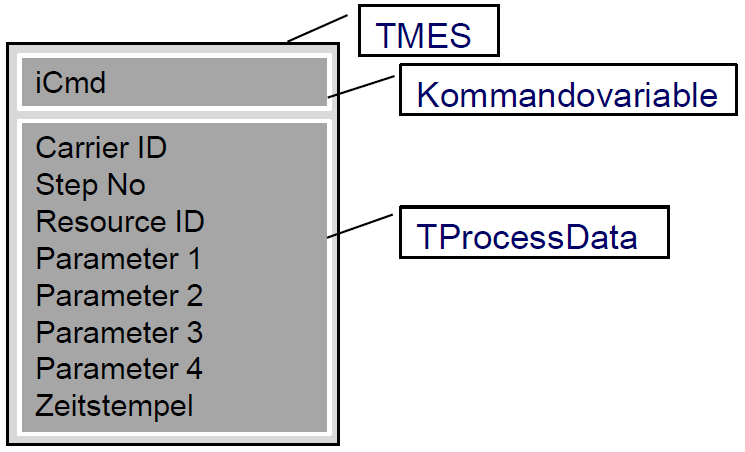 TMES
iCmd
Kommandovariable
Carrier ID
Step No
Resource ID
TProcessData
Parameter 1
Parameter 2
Parameter 3
Parameter 4
Zeitstempel